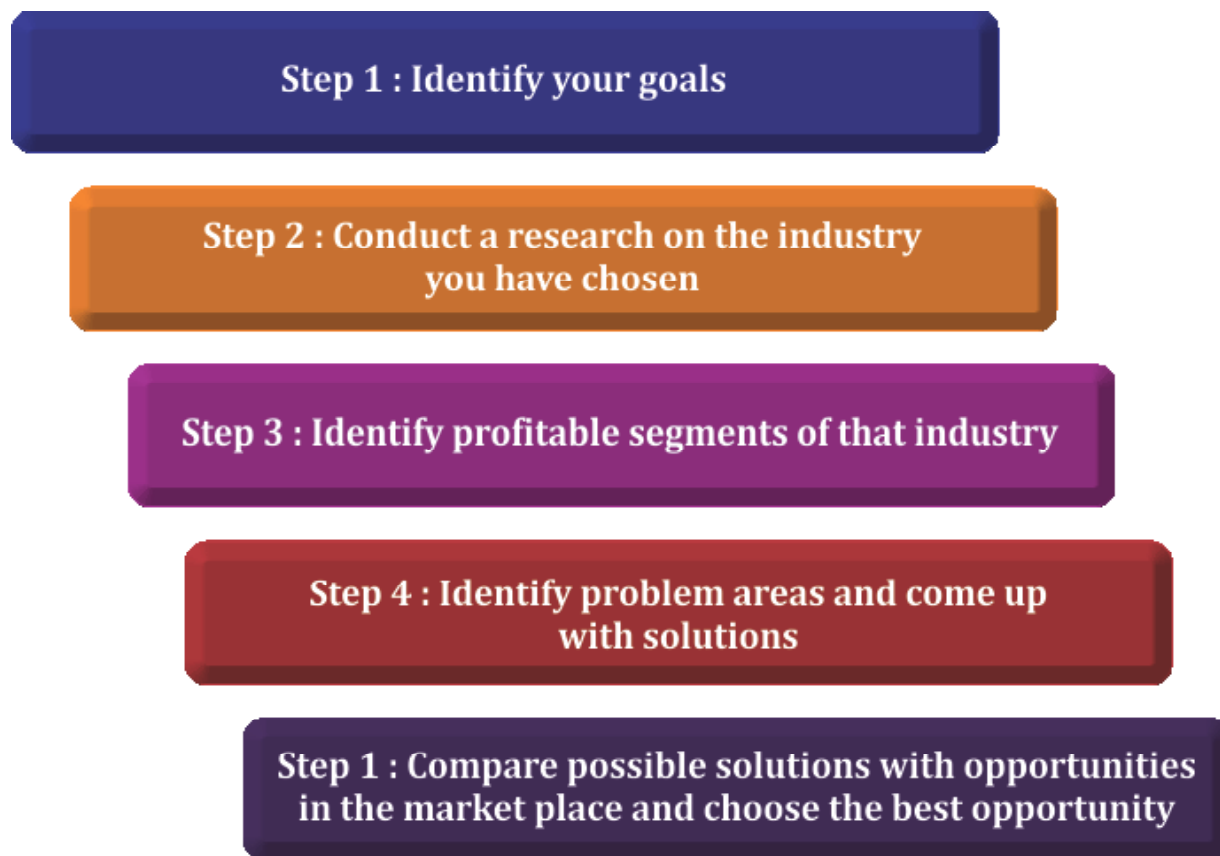 Step 1 : Identify your goals
Step 2 : Conduct a research on the industry
you have chosen
Step 3 : Identify profitable segments of that industry
Step 4 : Identify problem areas and come up
with solutions
Step 1 : Compare possible solutions with opportunities
in the market place and choose the best opportunity